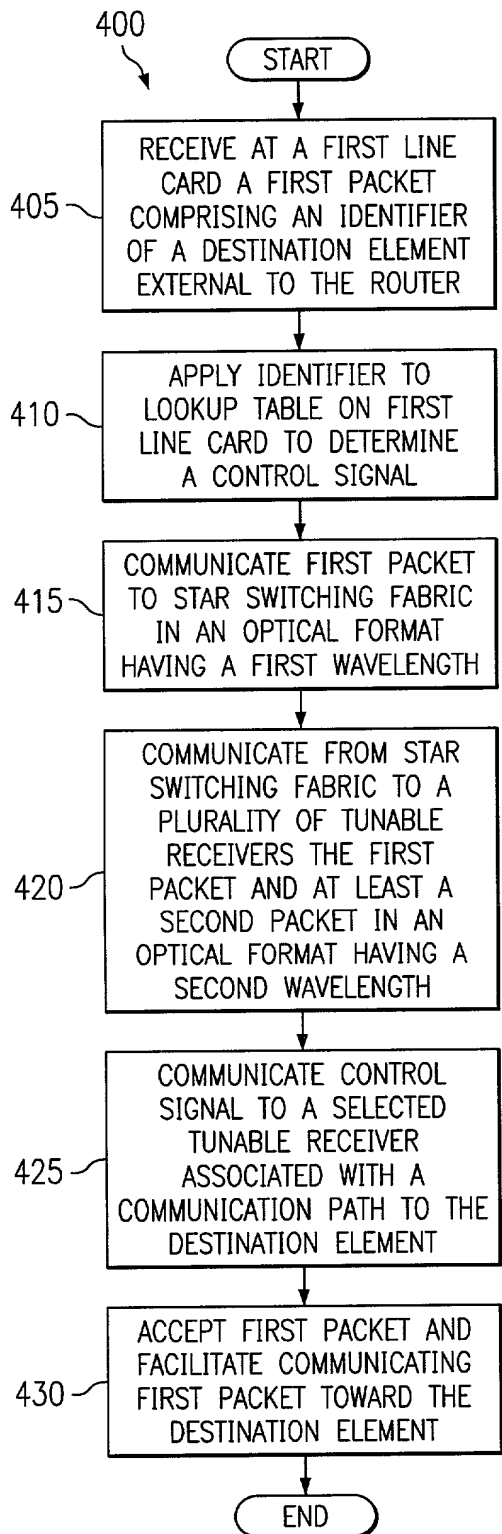 400
START
405
RECEIVE AT A FIRST LINE
CARD A FIRST PACKET
COMPRISING AN IDENTIFIER
OF A DESTINATION ELEMENT
EXTERNAL TO THE ROUTER
410
APPLY IDENTIFIER TO
LOOKUP TABLE ON FIRST
LINE CARD TO DETERMINE
A CONTROL SIGNAL
415
COMMUNICATE FIRST PACKET
TO STAR SWITCHING FABRIC
IN AN OPTICAL FORMAT
HAVING A FIRST WAVELENGTH
420
COMMUNICATE FROM STAR
SWITCHING FABRIC TO A
PLURALITY OF TUNABLE
RECEIVERS THE FIRST
PACKET AND AT LEAST A
SECOND PACKET IN AN
OPTICAL FORMAT HAVING A
SECOND WAVELENGTH
425
COMMUNICATE CONTROL
SIGNAL TO A SELECTED
TUNABLE RECEIVER
ASSOCIATED WITH A
COMMUNICATION PATH TO THE
DESTINATION ELEMENT
430
ACCEPT FIRST PACKET AND
FACILITATE COMMUNICATING
FIRST PACKET TOWARD THE
DESTINATION ELEMENT
END